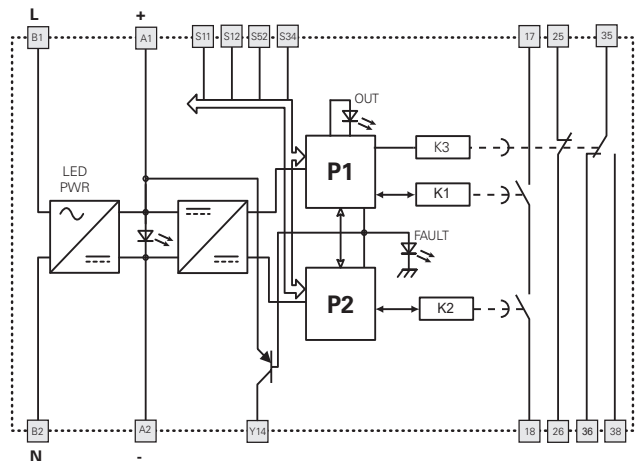 L +
B1 A1 S11 S12 S52 S34 17 25 35
OUT
K3
LED
PWR
P1
K1
FAULT
P2
K2
B2 A2 Y14 18 26 36 38
N -